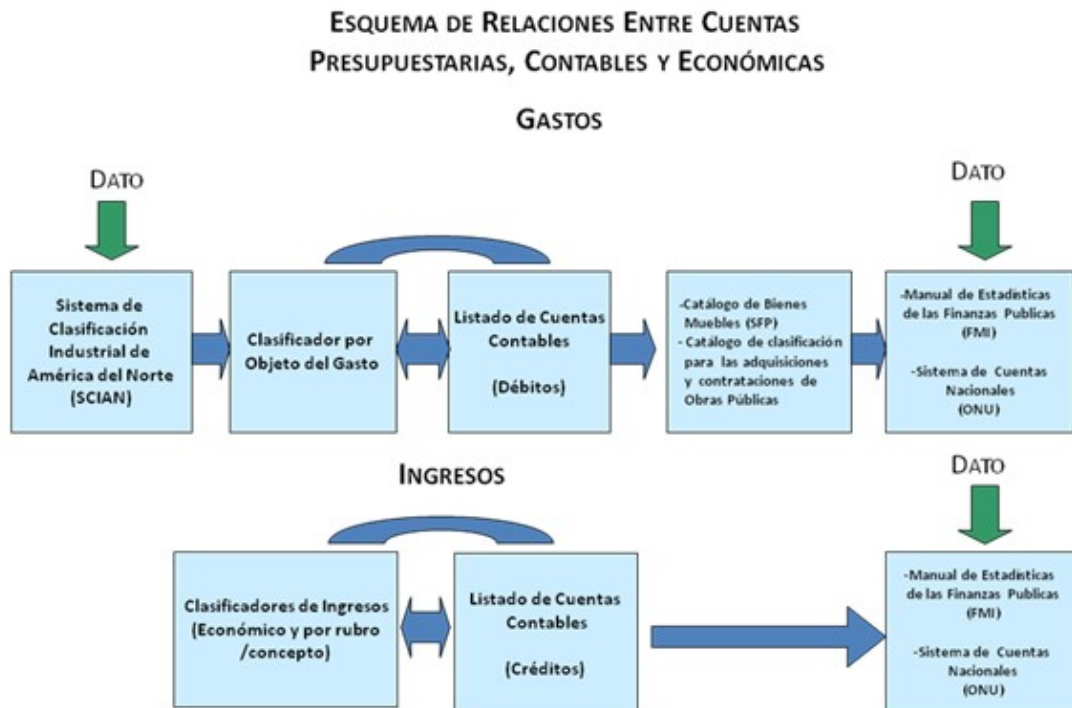 ESQUEMA DE RELACIONES ENTRE CUENTAS
PRESUPUESTARIAS, CONTABLES Y ECONÓMICAS
GASTOS
DATO
DATO
Sistema de
Clasificación
Industrial de
América del Norte
(SCIAN)
Clasificador por
Objeto del Gasto
Listado de Cuentas
Contables
(Débitos)
-Catálogo de Bienes
Muebles (SFP)
- Catálogo de clasificación
para las adquisiciones
y contrataciones de
Obras Públicas
-Manual de Estadísticas
de las Finanzas Publicas
(FMI)
-Sistema de Cuentas
Nacionales
(ONU)
INGRESOS
DATO
Clasificadores de Ingresos
(Económico y por rubro
/concepto)
Listado de Cuentas
Contables
(Créditos)
-Manual de Estadísticas
de las Finanzas Publicas
(FMI)
-Sistema de Cuentas
Nacionales
(ONU)